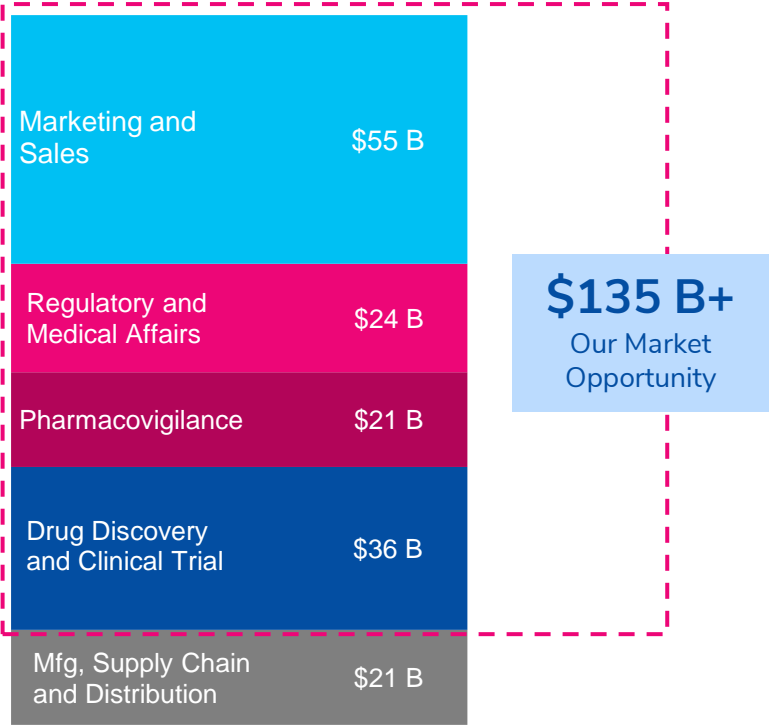 Marketing and
Sales
$55 B
Regulatory and
Medical Affairs
$24 B
$135 B+
Our Market
Opportunity
Pharmacovigilance
$21 B
Drug Discovery
and Clinical Trial
$36 B
Mfg, Supply Chain
and Distribution
$21 B